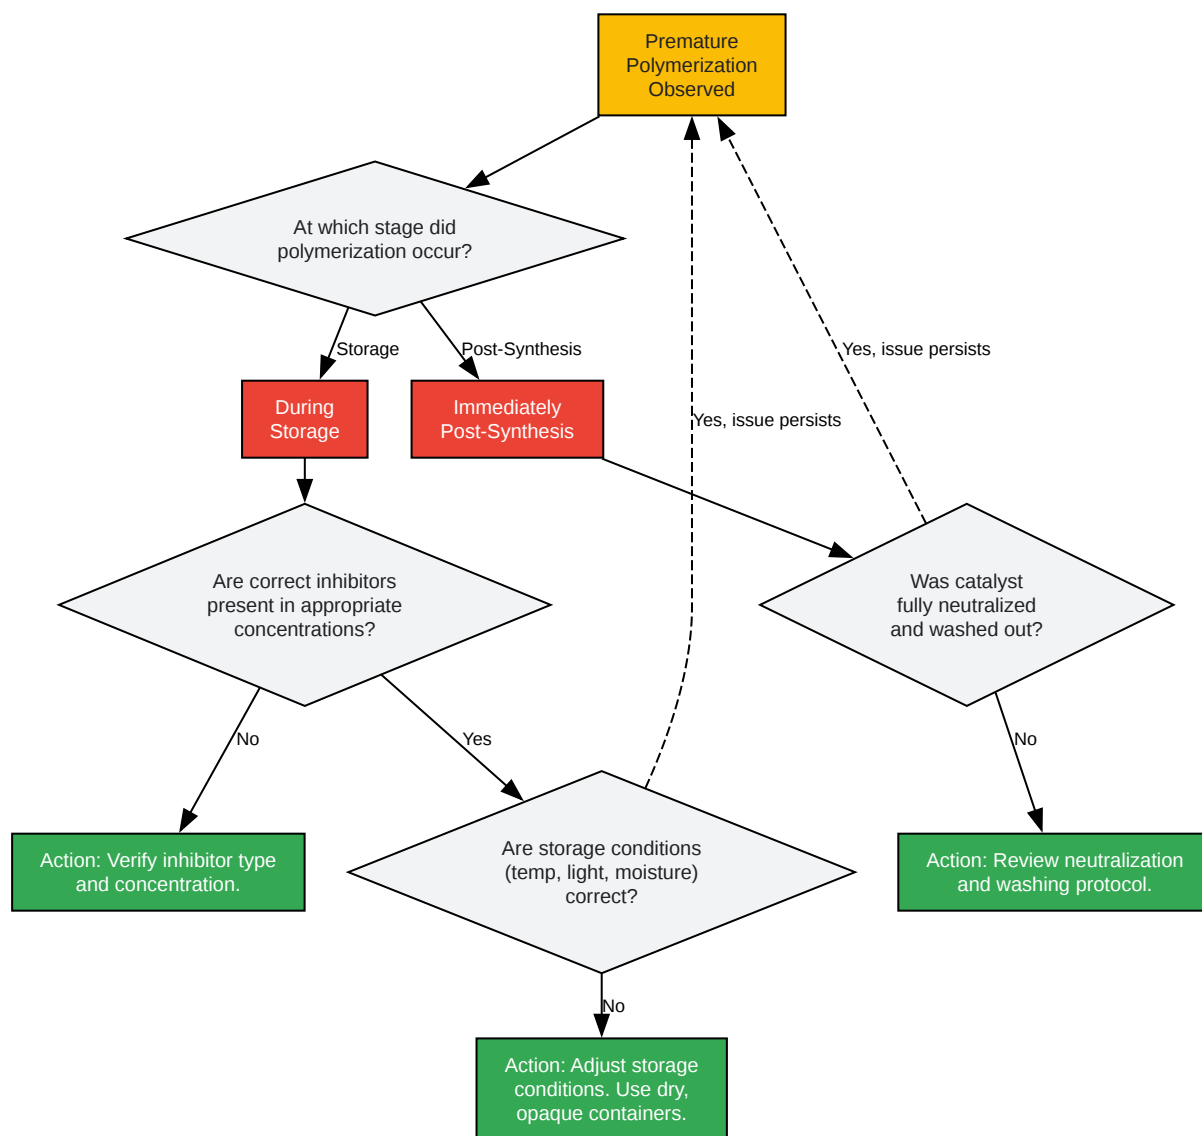 Premature
Polymerization
Observed
At which stage did
polymerization occur?
Storage
Post-Synthesis
Yes, issue persists
During
Storage
Immediately
Post-Synthesis
Yes, issue persists
Are correct inhibitors
present in appropriate
concentrations?
Was catalyst
fully neutralized
and washed out?
No
Yes
No
Action: Verify inhibitor type
and concentration.
Are storage conditions
(temp, light, moisture)
correct?
Action: Review neutralization
and washing protocol.
No
Action: Adjust storage
conditions. Use dry,
opaque containers.